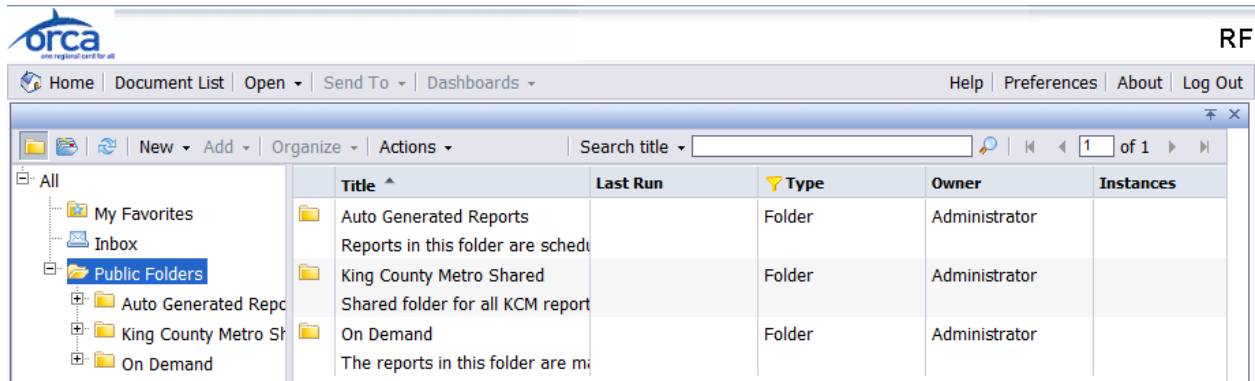 orca
one regional card for all
RF
Home Document List Open Send To Dashboards Help Preferences About Log Out
New Add Organize Actions Search title 1 of 1
All
My Favorites
Inbox
Public Folders
Auto Generated Repo
King County Metro Sh
On Demand
Title Last Run Type Owner Instances
Auto Generated Reports Folder Administrator
Reports in this folder are schedu
King County Metro Shared Folder Administrator
Shared folder for all KCM report
On Demand Folder Administrator
The reports in this folder are ma